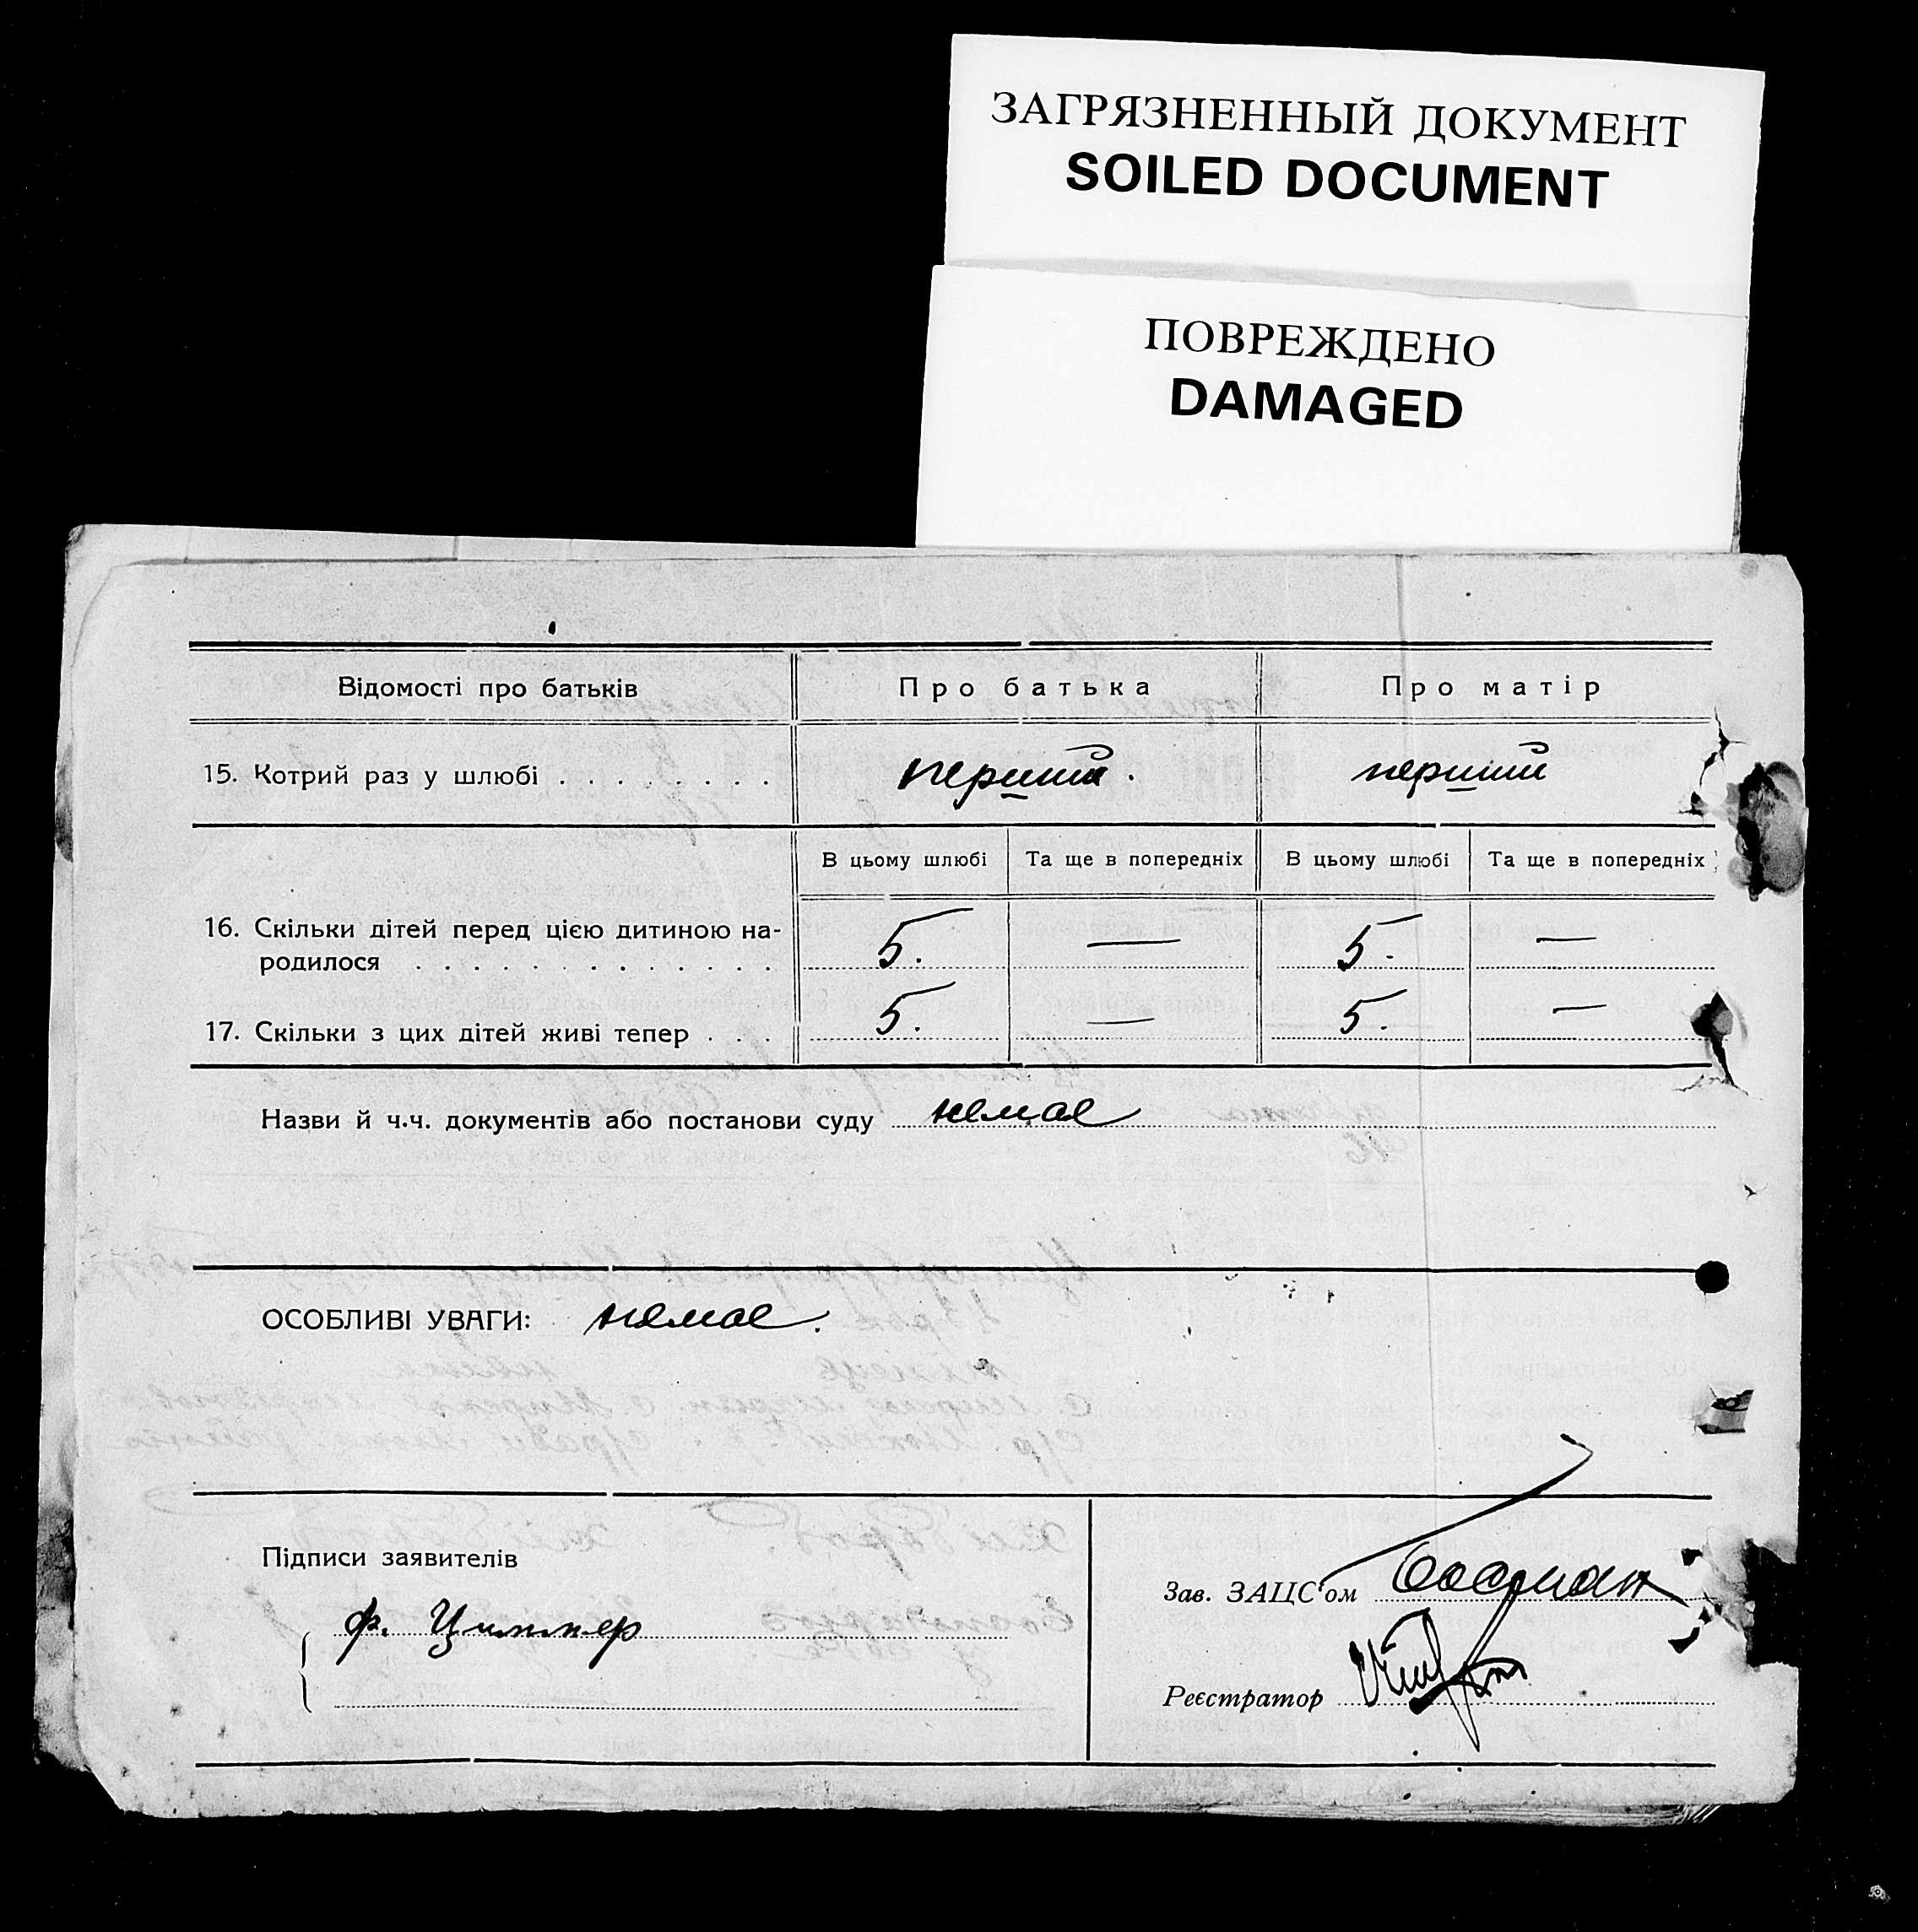 ЗАГРЯЗНЕННЫЙ ДОКУМЕНТ
SOILED DOCUMENT
ПОВРЕЖДЕНО
DAMAGED
Відомості про батьків Про батька Про матір
15. Котрий раз у шлюбі . . . . . . . . перший. перший
В цьому шлюбі Та ще в попередніх В цьому шлюбі Та ще в попередніх
16. Скільки дітей перед цією дитиною на-
родилося . . . . . . . . . . . . . 5. — 5. —
17. Скільки з цих дітей живі тепер . . . 5. — 5. —
Назви й ч.ч. документів або постанови суду немає
ОСОБЛИВІ УВАГИ: немає.
Підписи заявителів
Зав. ЗАЦС'ом
Ф. Циммер
Реєстратор